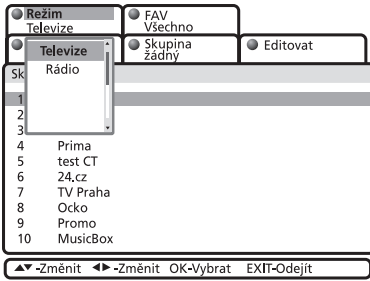 Režim
Televize
FAV
Všechno
Skupina
žádný
Editovat
Televize
Rádio
Sk
1
2
3
4 Prima
5 test CT
6 24.cz
7 TV Praha
8 Ocko
9 Promo
10 MusicBox
▲▼ -Změnit ◀▶ -Změnit OK-Vybrat EXIT-Odejít